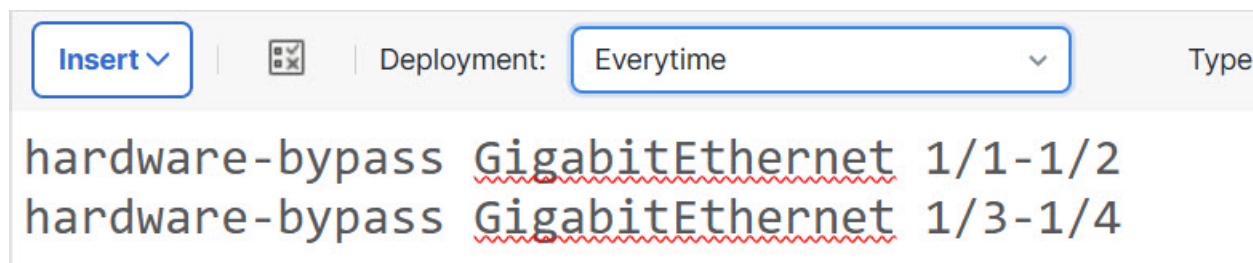 Insert Deployment: Everytime Type
hardware-bypass GigabitEthernet 1/1-1/2
hardware-bypass GigabitEthernet 1/3-1/4